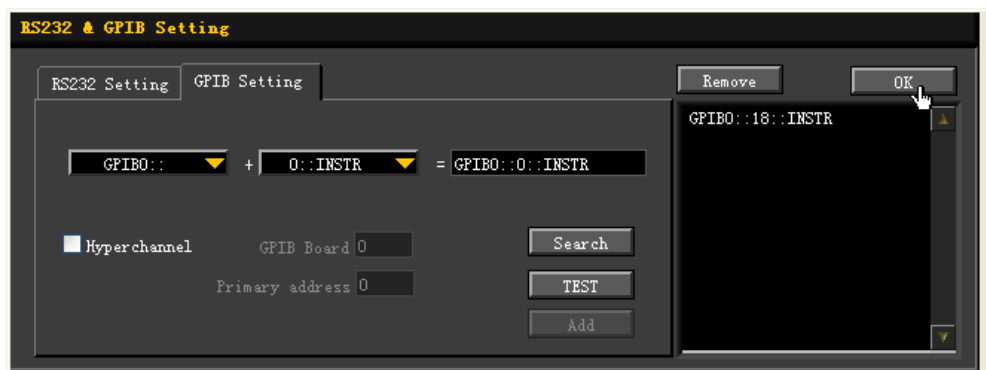 RS232 & GPIB Setting
RS232 Setting
GPIB Setting
Remove
OK
GPIB0::18::INSTR
GPIB0::
+
0::INSTR
=
GPIB0::0::INSTR
Hyperchannel
GPIB Board
0
Search
Primary address
0
TEST
Add